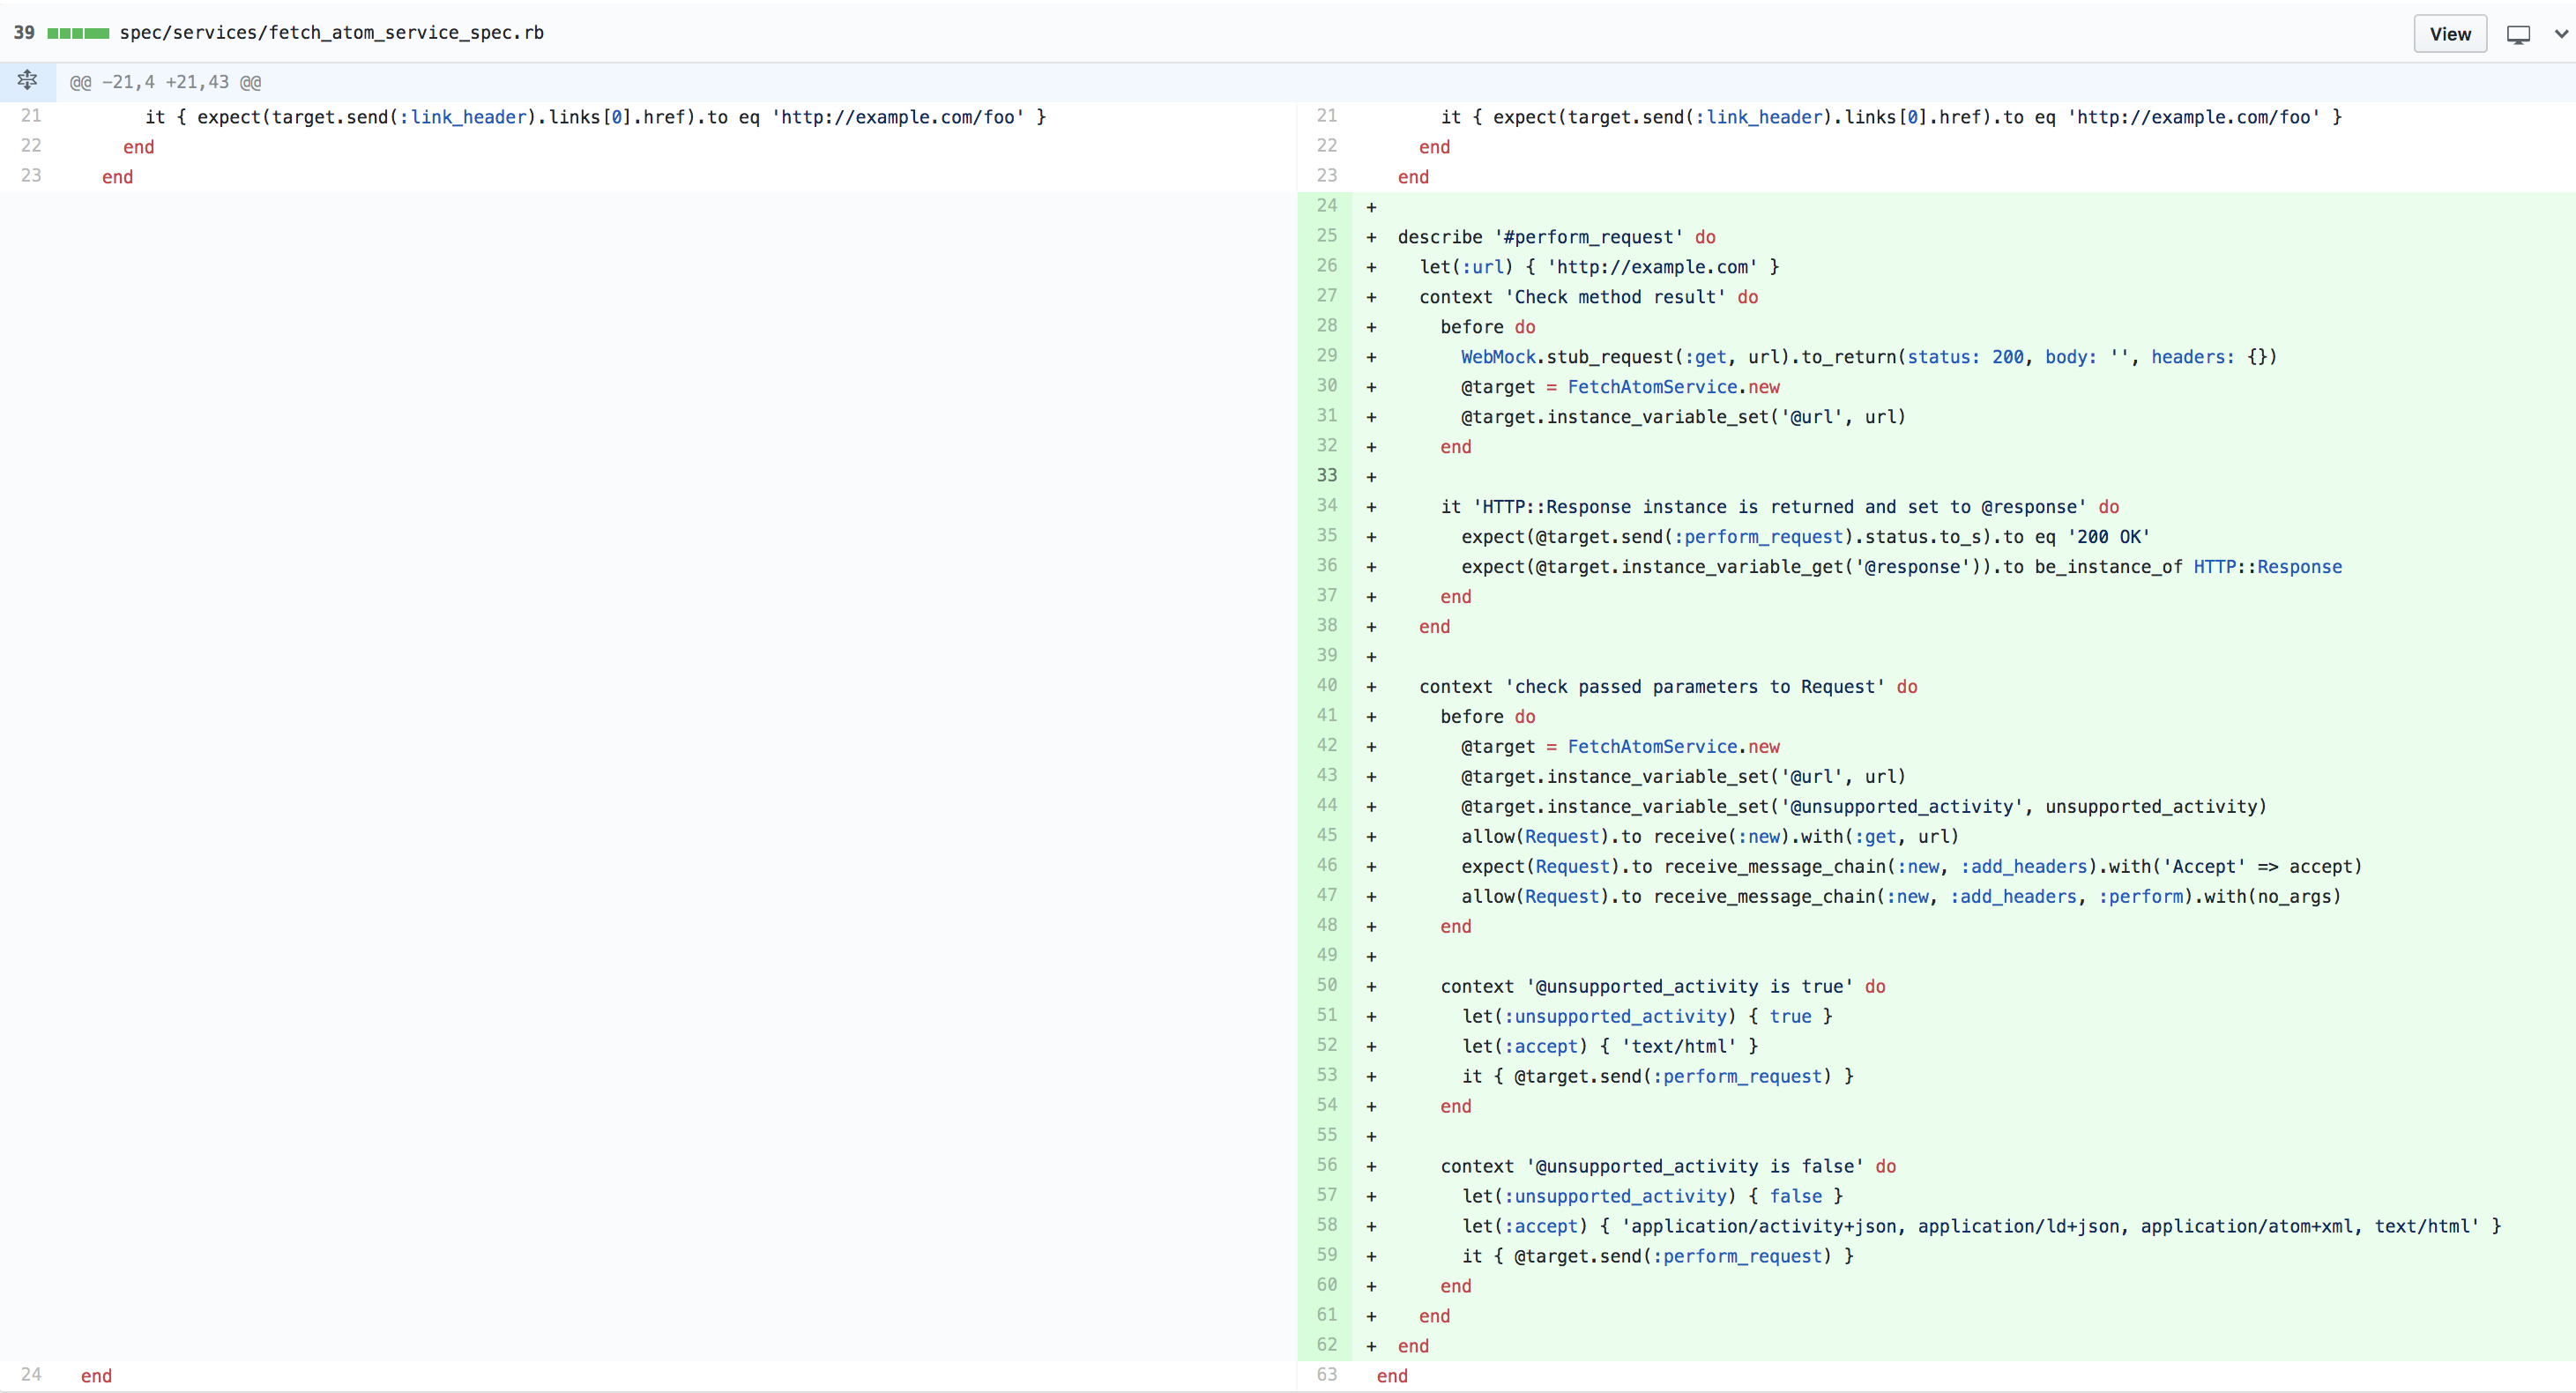 39 spec/services/fetch_atom_service_spec.rb View
@@ -21,4 +21,43 @@
21 it { expect(target.send(:link_header).links[0].href).to eq 'http://example.com/foo' }
22 end
23 end
24 end
21 it { expect(target.send(:link_header).links[0].href).to eq 'http://example.com/foo' }
22 end
23 end
24 +
25 + describe '#perform_request' do
26 + let(:url) { 'http://example.com' }
27 + context 'Check method result' do
28 + before do
29 + WebMock.stub_request(:get, url).to_return(status: 200, body: '', headers: {})
30 + @target = FetchAtomService.new
31 + @target.instance_variable_set('@url', url)
32 + end
33 +
34 + it 'HTTP::Response instance is returned and set to @response' do
35 + expect(@target.send(:perform_request).status.to_s).to eq '200 OK'
36 + expect(@target.instance_variable_get('@response')).to be_instance_of HTTP::Response
37 + end
38 + end
39 +
40 + context 'check passed parameters to Request' do
41 + before do
42 + @target = FetchAtomService.new
43 + @target.instance_variable_set('@url', url)
44 + @target.instance_variable_set('@unsupported_activity', unsupported_activity)
45 + allow(Request).to receive(:new).with(:get, url)
46 + expect(Request).to receive_message_chain(:new, :add_headers).with('Accept' => accept)
47 + allow(Request).to receive_message_chain(:new, :add_headers, :perform).with(no_args)
48 + end
49 +
50 + context '@unsupported_activity is true' do
51 + let(:unsupported_activity) { true }
52 + let(:accept) { 'text/html' }
53 + it { @target.send(:perform_request) }
54 + end
55 +
56 + context '@unsupported_activity is false' do
57 + let(:unsupported_activity) { false }
58 + let(:accept) { 'application/activity+json, application/ld+json, application/atom+xml, text/html' }
59 + it { @target.send(:perform_request) }
60 + end
61 + end
62 + end
63 end